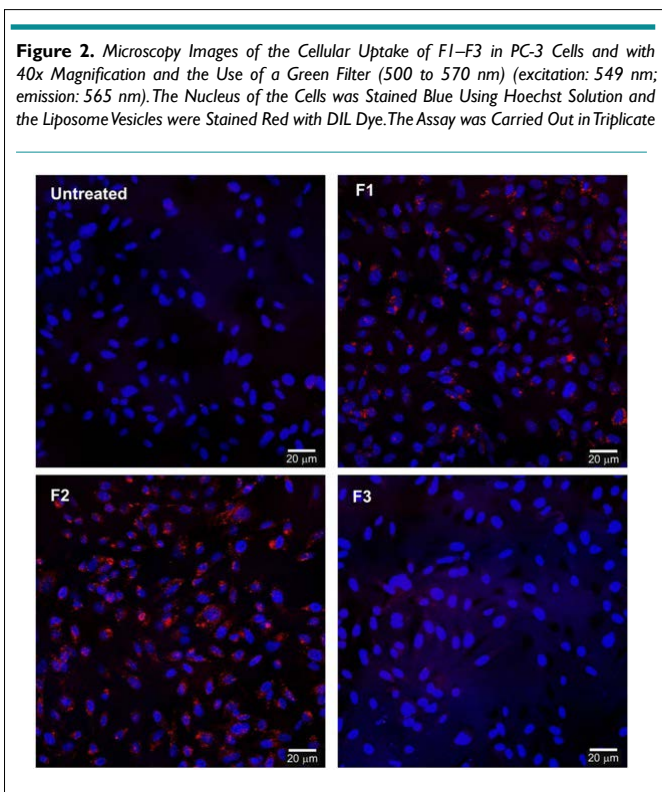 Figure 2. Microscopy Images of the Cellular Uptake of F1–F3 in PC-3 Cells and with
40x Magnification and the Use of a Green Filter (500 to 570 nm) (excitation: 549 nm;
emission: 565 nm). The Nucleus of the Cells was Stained Blue Using Hoechst Solution and
the Liposome Vesicles were Stained Red with DIL Dye. The Assay was Carried Out in Triplicate
Untreated
20 μm
F1
20 μm
F2
20 μm
F3
20 μm